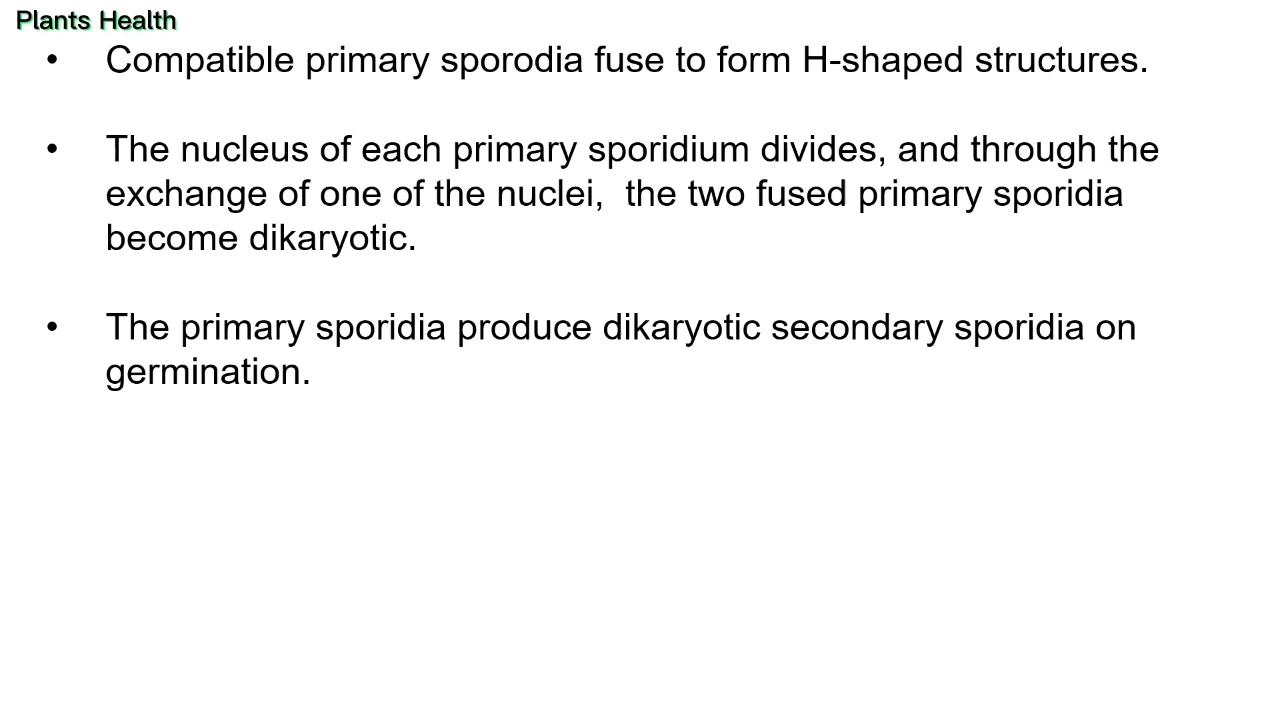 Plants Health
• Compatible primary sporodia fuse to form H-shaped structures.
• The nucleus of each primary sporidium divides, and through the
exchange of one of the nuclei,  the two fused primary sporidia
become dikaryotic.
• The primary sporidia produce dikaryotic secondary sporidia on
germination.